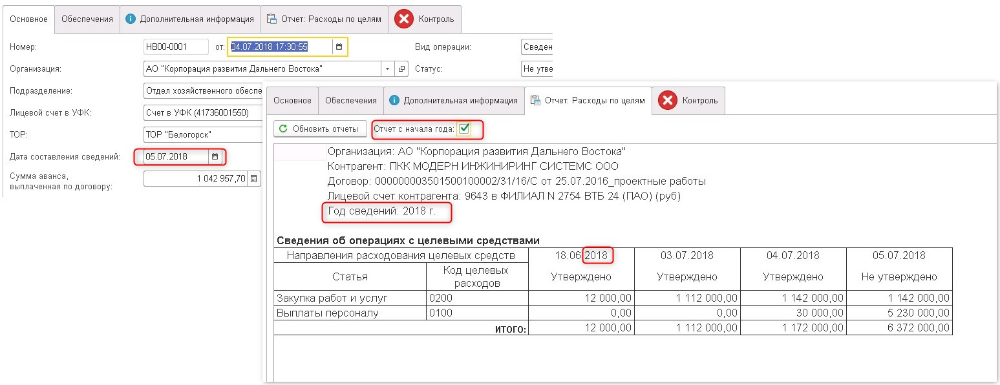 Основное Обеспечения Дополнительная информация Отчет: Расходы по целям Контроль
Номер: НВ00-0001 от: 04.07.2018 17:30:55 Вид операции: Сведен
Организация: АО "Корпорация развития Дальнего Востока" Статус: Не утве
Подразделение: Отдел хозяйственного обеспе
Лицевой счет в УФК: Счет в УФК (41736001550)
ТОР: ТОР "Белогорск"
Дата составления сведений: 05.07.2018
Сумма аванса,
выплаченная по договору: 1 042 957,70
Основное Обеспечения Дополнительная информация Отчет: Расходы по целям Контроль
Обновить отчеты Отчет с начала года:
Организация: АО "Корпорация развития Дальнего Востока"
Контрагент: ПКК МОДЕРН ИНЖИНИРИНГ СИСТЕМС ООО
Договор: 000000003501500100002/31/16/С от 25.07.2016_проектные работы
Лицевой счет контрагента: 9643 в ФИЛИАЛ N 2754 ВТБ 24 (ПАО) (руб)
Год сведений: 2018 г.
Сведения об операциях с целевыми средствами
Направления расходования целевых средств 18.06.2018 03.07.2018 04.07.2018 05.07.2018
Статья Код целевых расходов Утверждено Утверждено Утверждено Не утверждено
Закупка работ и услуг 0200 12 000,00 1 112 000,00 1 142 000,00 1 142 000,00
Выплаты персоналу 0100 0,00 0,00 30 000,00 5 230 000,00
ИТОГО: 12 000,00 1 112 000,00 1 172 000,00 6 372 000,00